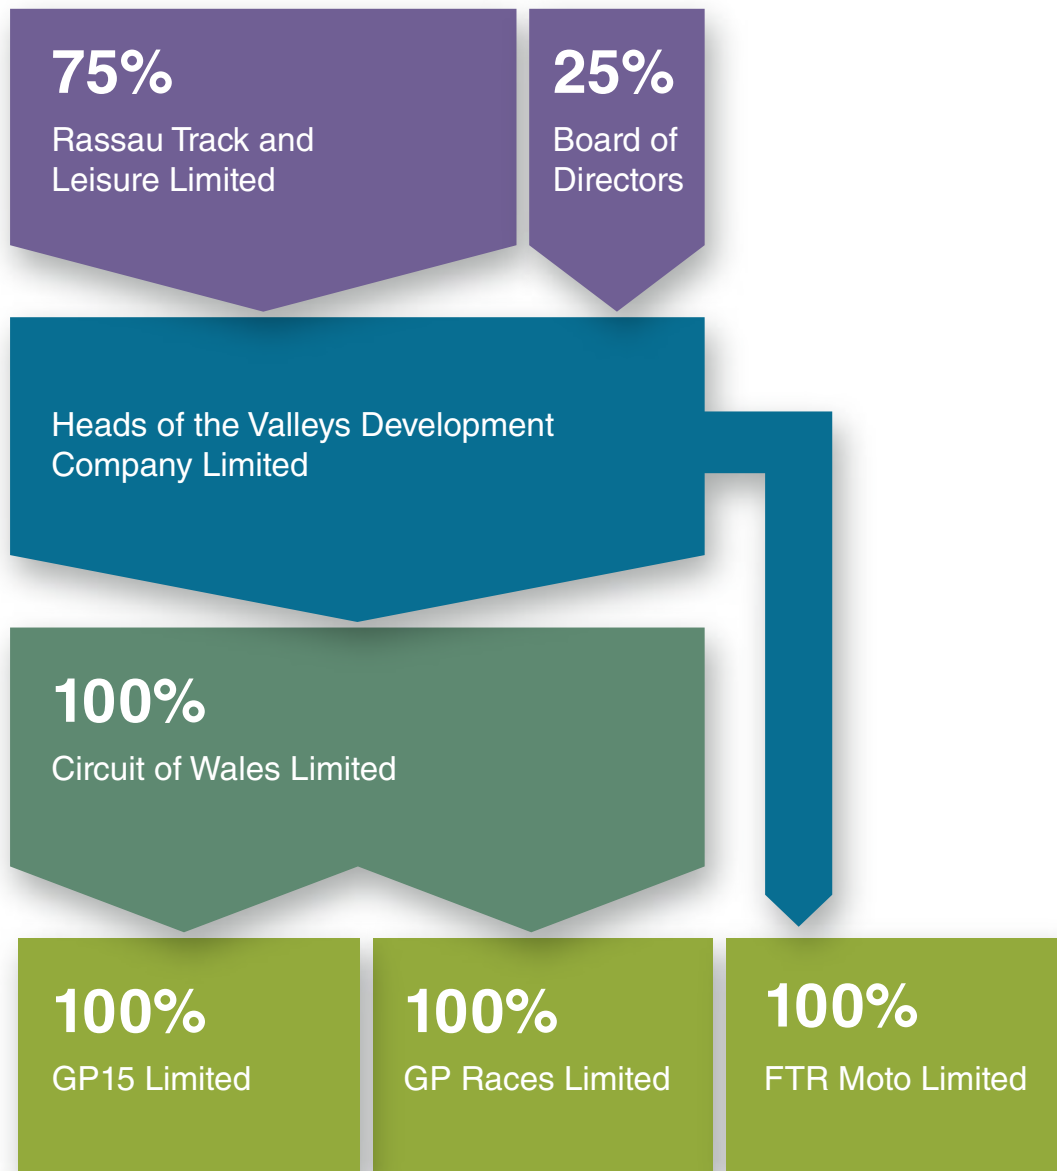 75%
Rassau Track and
Leisure Limited
25%
Board of
Directors
Heads of the Valleys Development
Company Limited
100%
Circuit of Wales Limited
100%
GP15 Limited
100%
GP Races Limited
100%
FTR Moto Limited